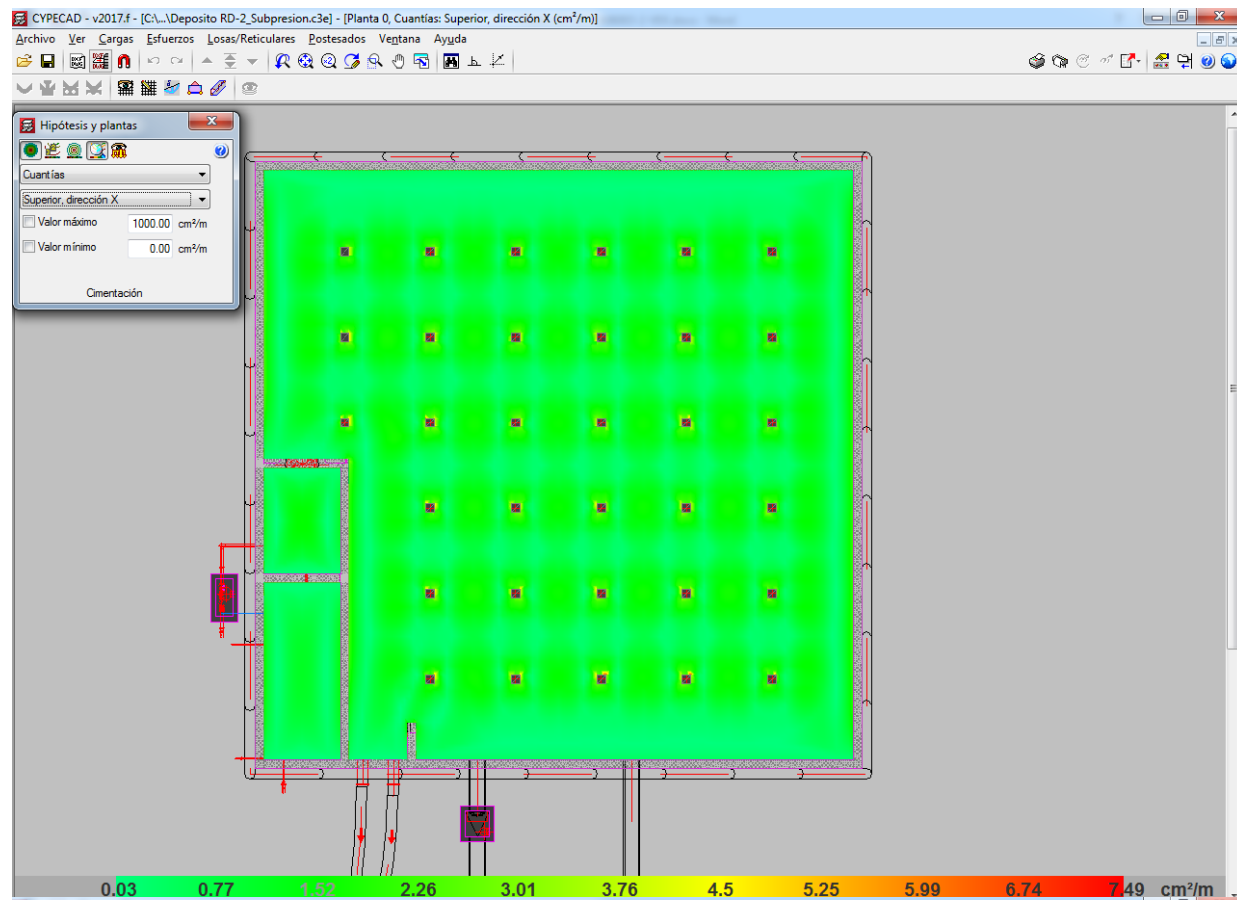 CYPECAD - v2017.f - [C:\...\Deposito RD-2_Subpresion.c3e] - [Planta 0, Cuantías: Superior, dirección X (cm²/m)]
Archivo Ver Cargas Esfuerzos Losas/Reticulares Postesados Ventana Ayuda
Hipótesis y plantas
Cuantías
Superior, dirección X
Valor máximo 1000.00 cm²/m
Valor mínimo 0.00 cm²/m
Cimentación
0.03 0.77 1.52 2.26 3.01 3.76 4.5 5.25 5.99 6.74 7.49 cm²/m